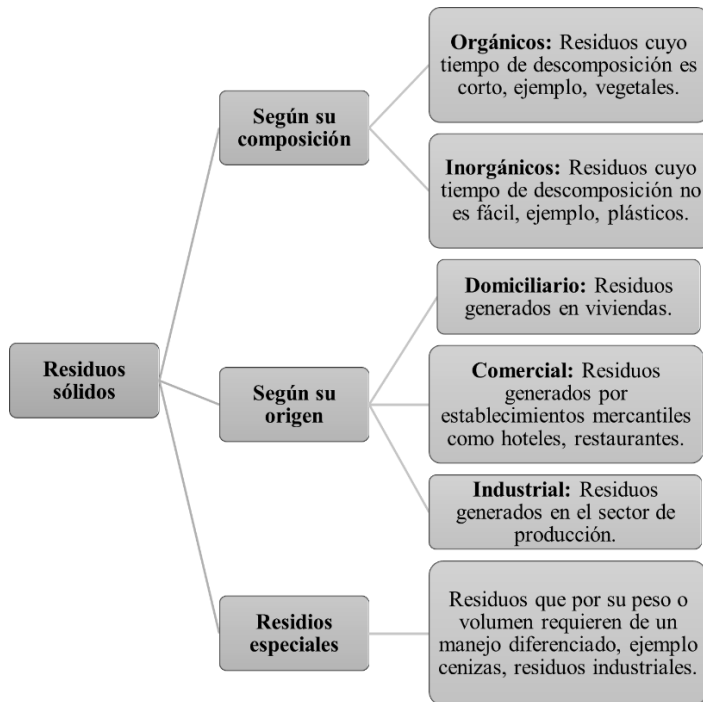 Residuos
sólidos
Según su
composición
Orgánicos: Residuos cuyo
tiempo de descomposición es
corto, ejemplo, vegetales.
Inorgánicos: Residuos cuyo
tiempo de descomposición no
es fácil, ejemplo, plásticos.
Según su
origen
Domiciliario: Residuos
generados en viviendas.
Comercial: Residuos
generados por
establecimientos mercantiles
como hoteles, restaurantes.
Industrial: Residuos
generados en el sector de
producción.
Residios
especiales
Residuos que por su peso o
volumen requieren de un
manejo diferenciado, ejemplo
cenizas, residuos industriales.